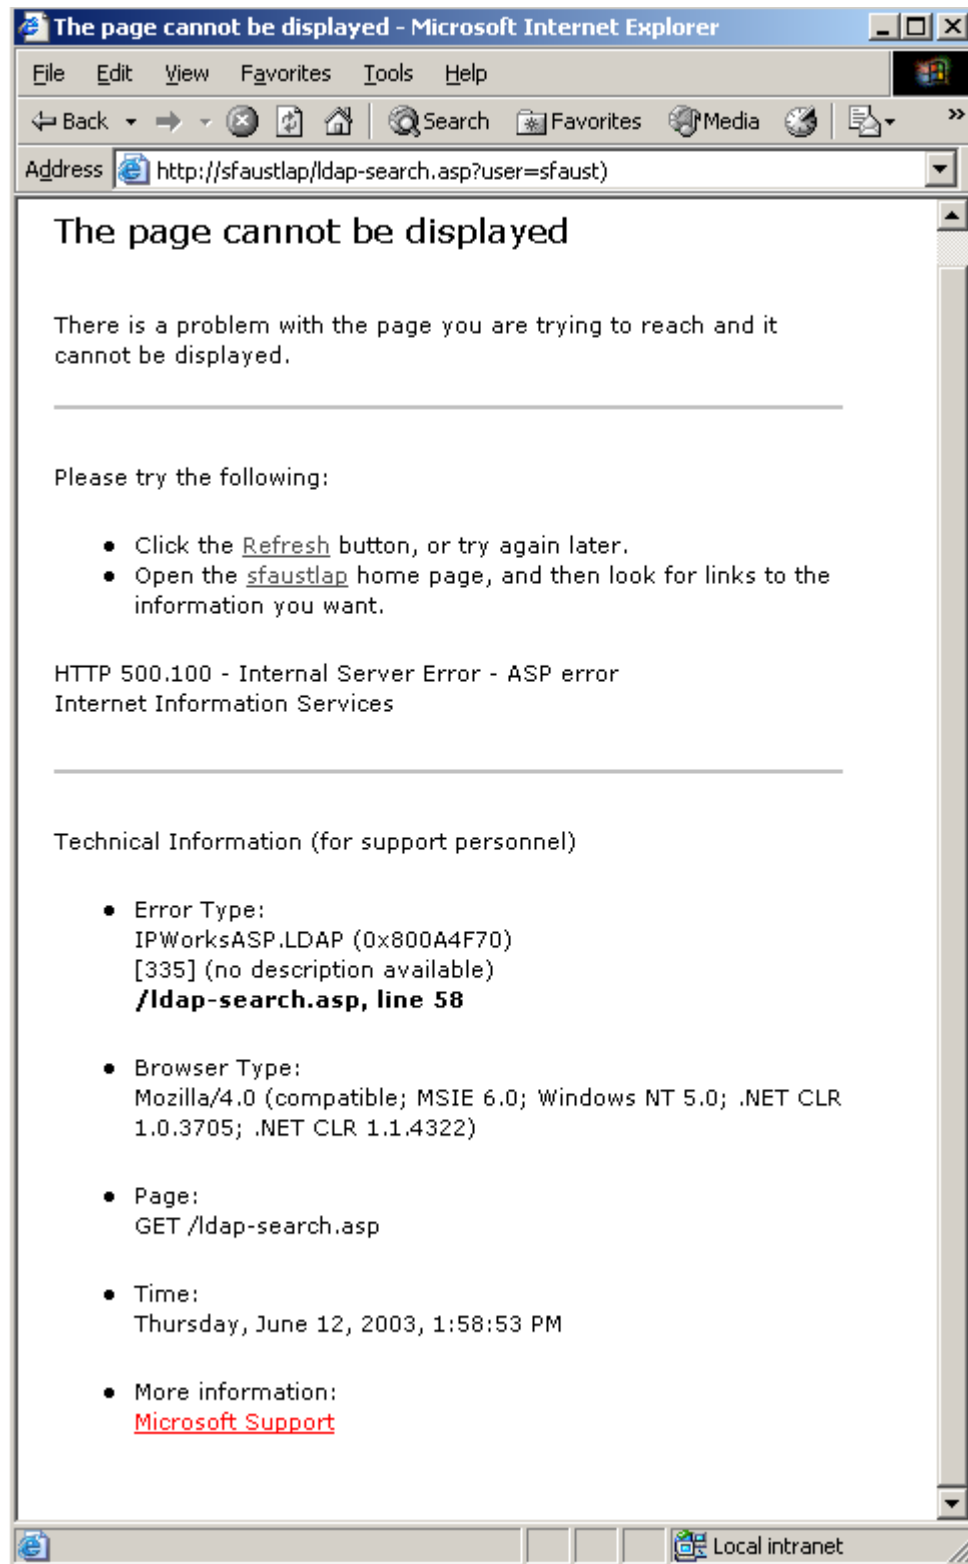 The page cannot be displayed - Microsoft Internet Explorer
File Edit View Favorites Tools Help
Back Search Favorites Media »
Address http://sfaustlap/ldap-search.asp?user=sfaust)
The page cannot be displayed
There is a problem with the page you are trying to reach and it
cannot be displayed.
Please try the following:
● Click the Refresh button, or try again later.
● Open the sfaustlap home page, and then look for links to the
information you want.
HTTP 500.100 - Internal Server Error - ASP error
Internet Information Services
Technical Information (for support personnel)
● Error Type:
IPWorksASP.LDAP (0x800A4F70)
[335] (no description available)
/ldap-search.asp, line 58
● Browser Type:
Mozilla/4.0 (compatible; MSIE 6.0; Windows NT 5.0; .NET CLR
1.0.3705; .NET CLR 1.1.4322)
● Page:
GET /ldap-search.asp
● Time:
Thursday, June 12, 2003, 1:58:53 PM
● More information:
Microsoft Support
Local intranet